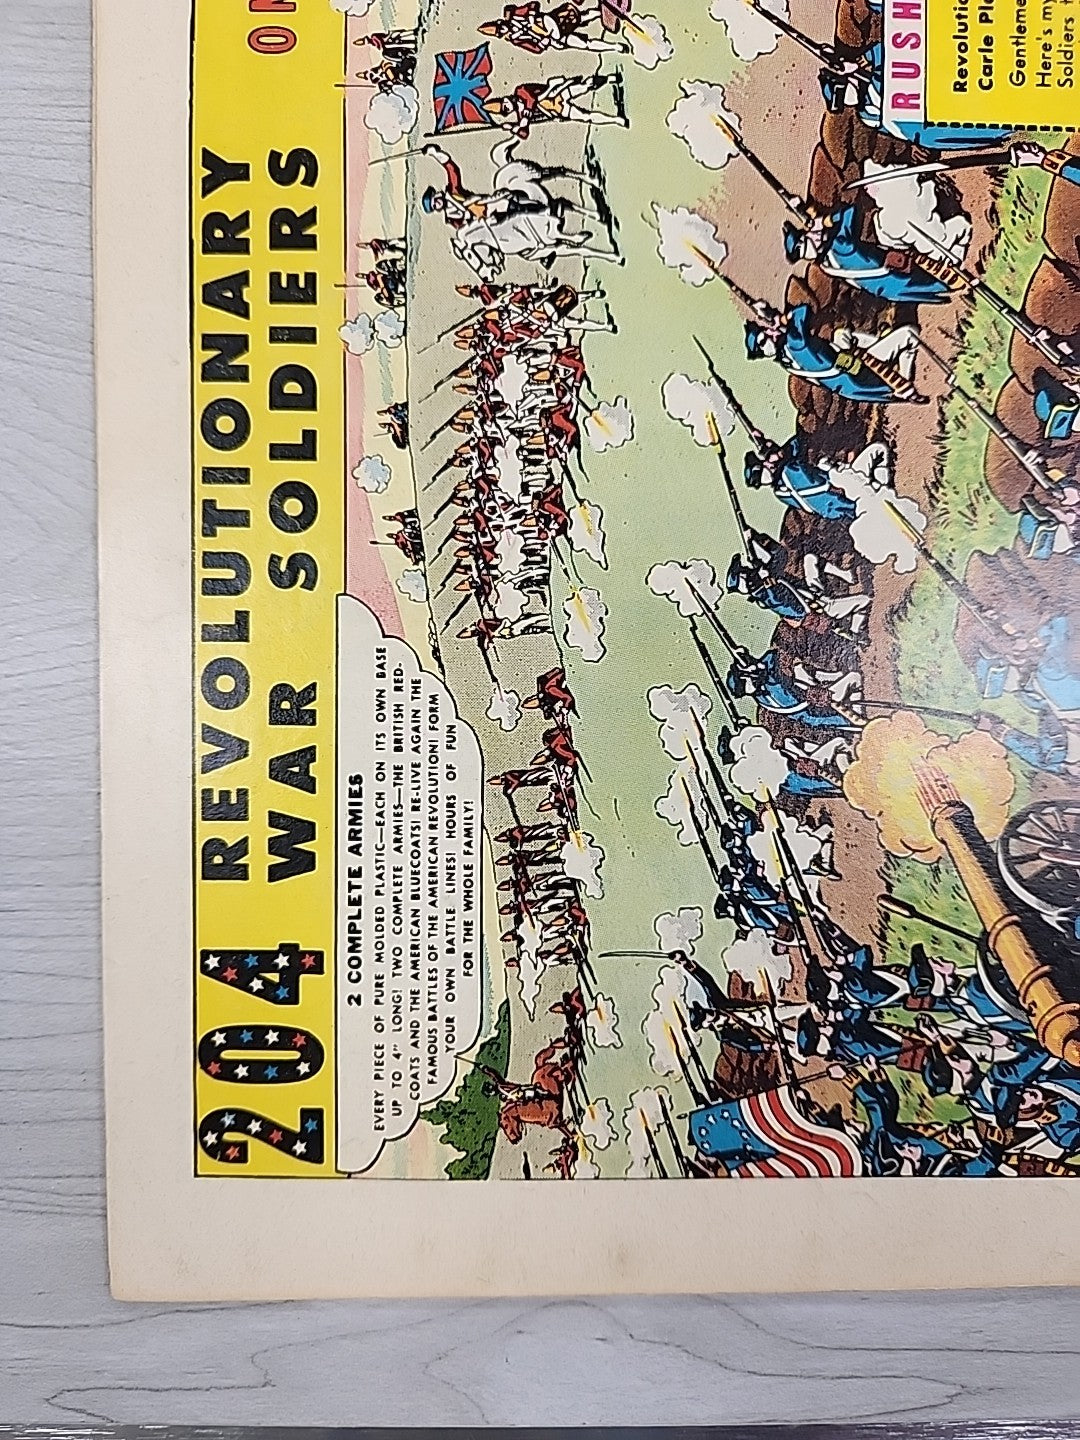 204 REVOLUTIONARY
WAR SOLDIERS
2 COMPLETE ARMIES
EVERY PIECE OF PURE MOLDED PLASTIC—EACH ON ITS OWN BASE
UP TO 4" LONG! TWO COMPLETE ARMIES—THE BRITISH RED-
COATS AND THE AMERICAN BLUECOATS! RE-LIVE AGAIN THE
FAMOUS BATTLES OF THE AMERICAN REVOLUTION! FORM
YOUR OWN BATTLE LINES! HOURS OF FUN
FOR THE WHOLE FAMILY!
RUSH
Carle Pl
Here's my
Soldiers